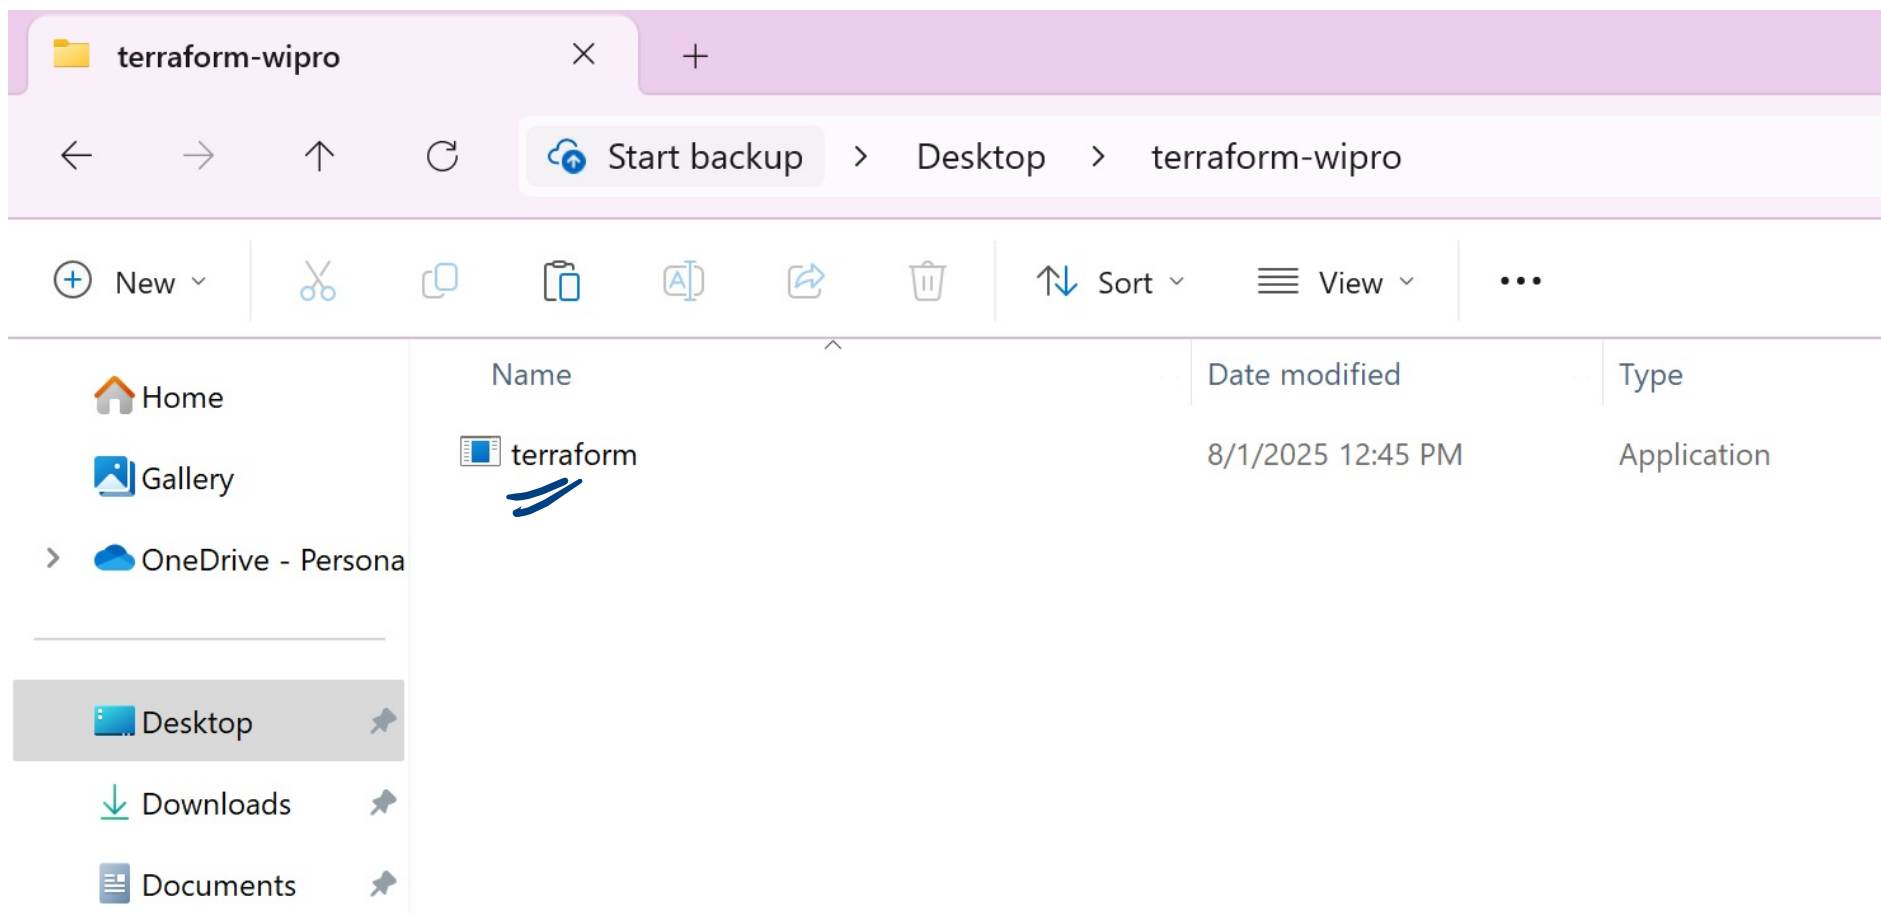 terraform-wipro
Start backup > Desktop > terraform-wipro
New Sort View
Name Date modified Type
Home
terraform 8/1/2025 12:45 PM Application
Gallery
OneDrive - Persona
Desktop
Downloads
Documents